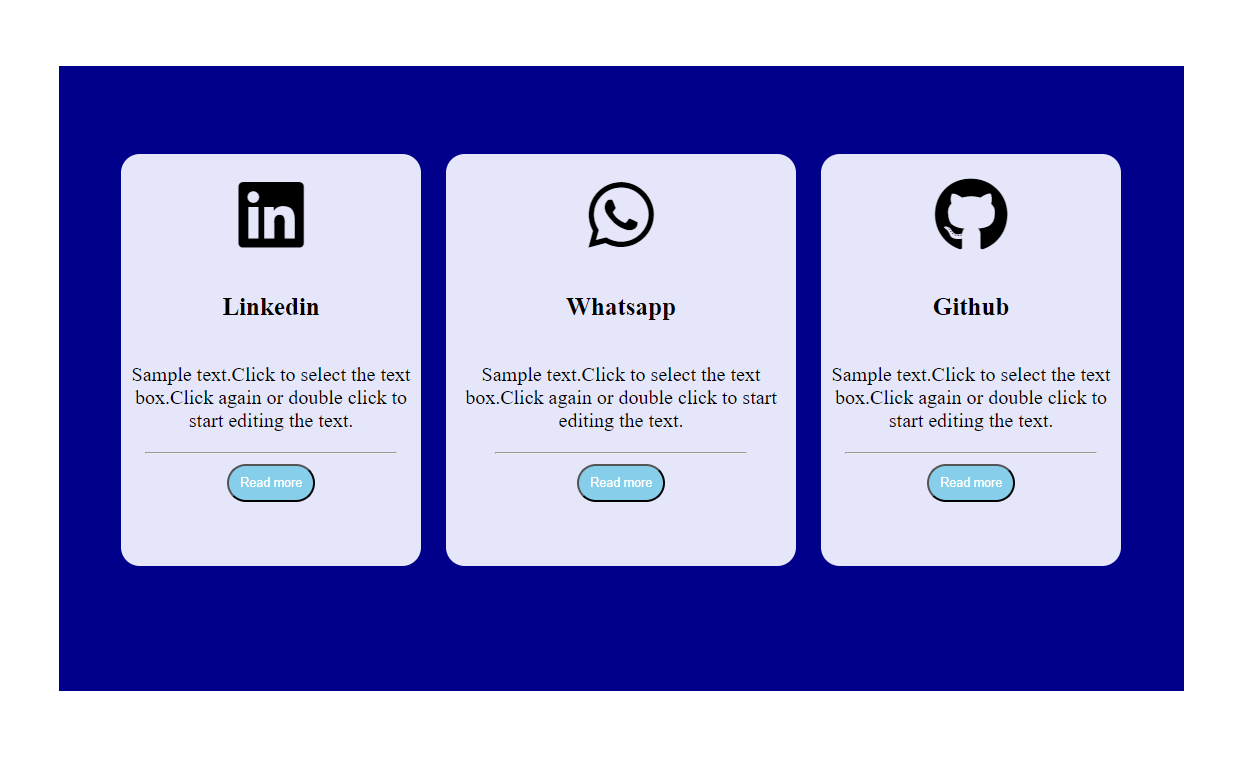 in
Linkedin
Sample text.Click to select the text
box.Click again or double click to
start editing the text.
Read more
Whatsapp
Sample text.Click to select the text
box.Click again or double click to start
editing the text.
Read more
Github
Sample text.Click to select the text
box.Click again or double click to
start editing the text.
Read more